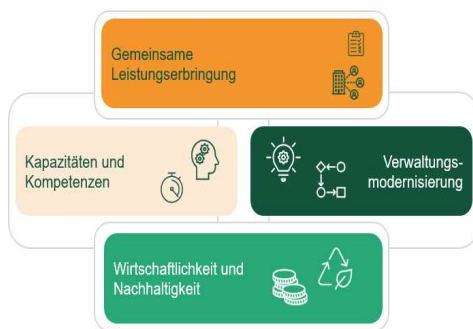 Gemeinsame
Leistungserbringung
Kapazitäten und
Kompetenzen
Verwaltungs-
modernisierung
Wirtschaftlichkeit und
Nachhaltigkeit